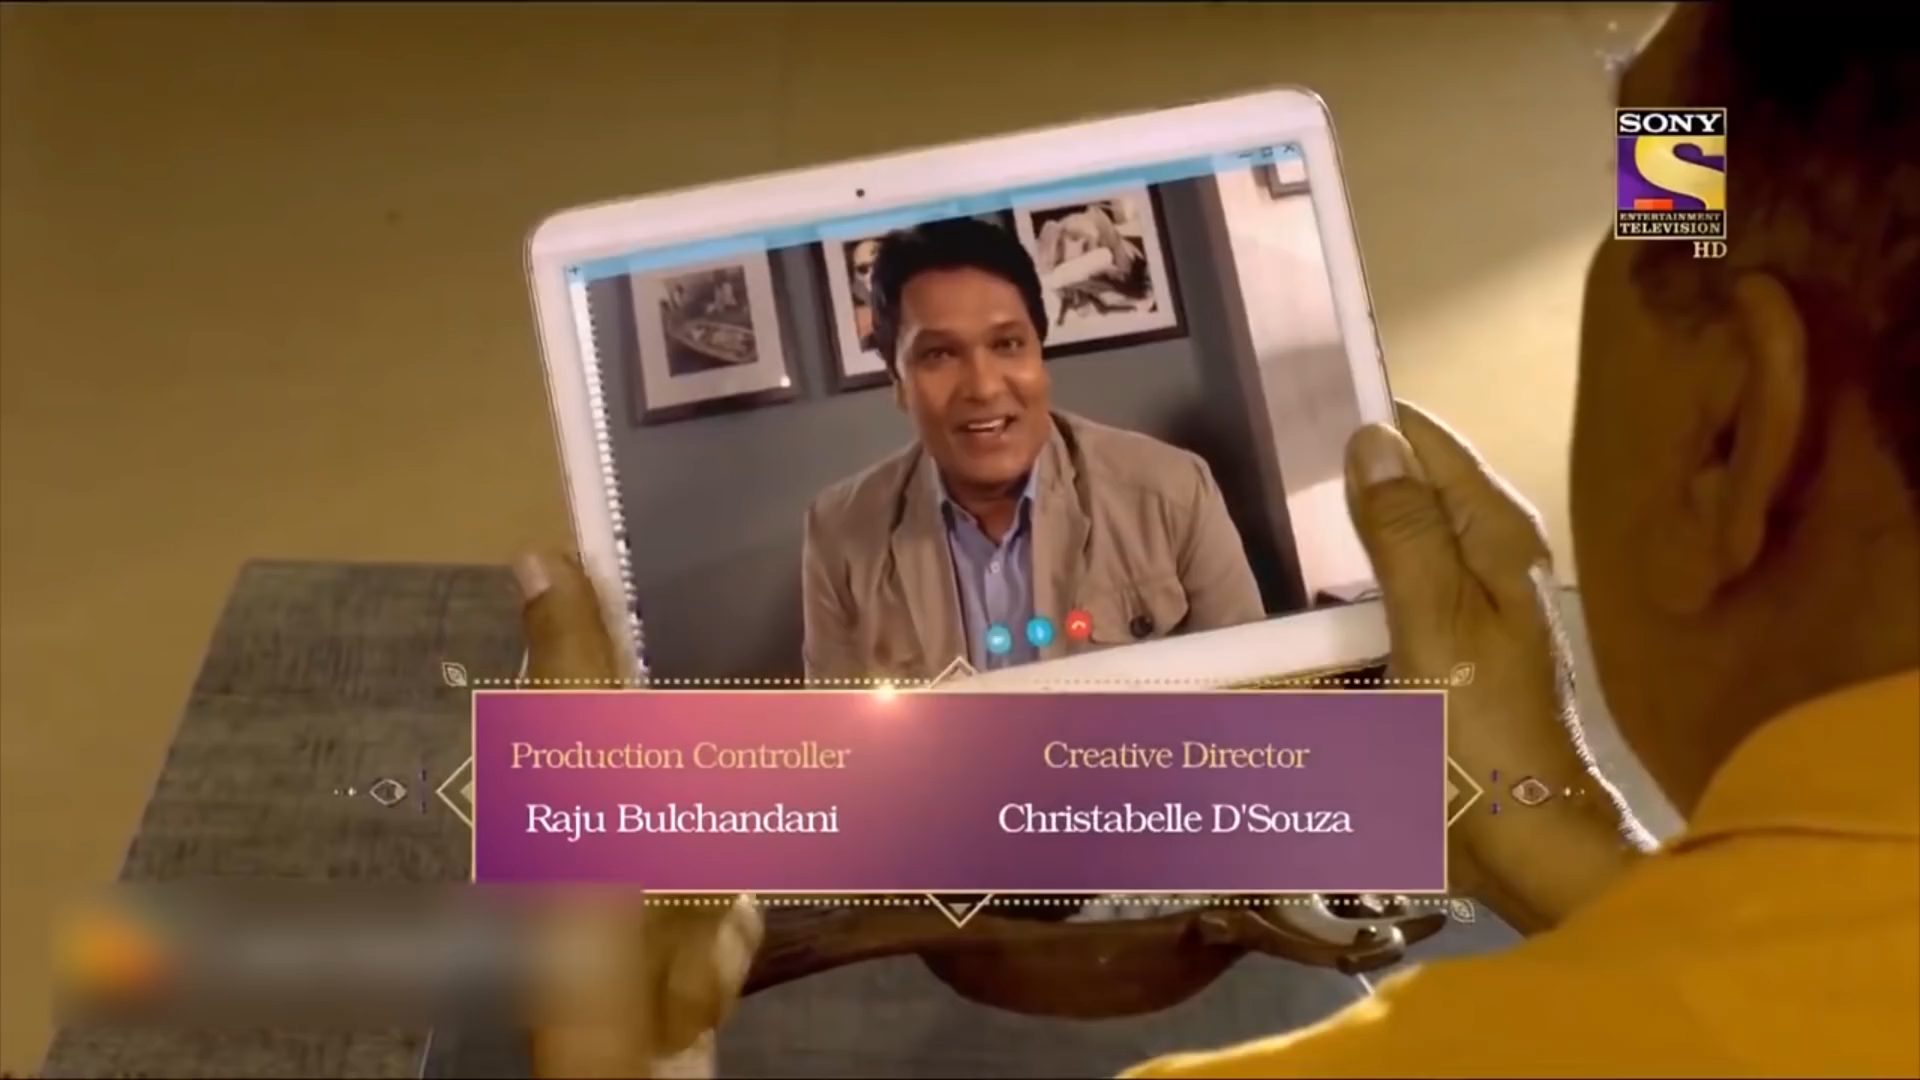 SONY
ENTERTAINMENT
TELEVISION
HD
Production Controller
Creative Director
Raju Bulchandani
Christabelle D'Souza